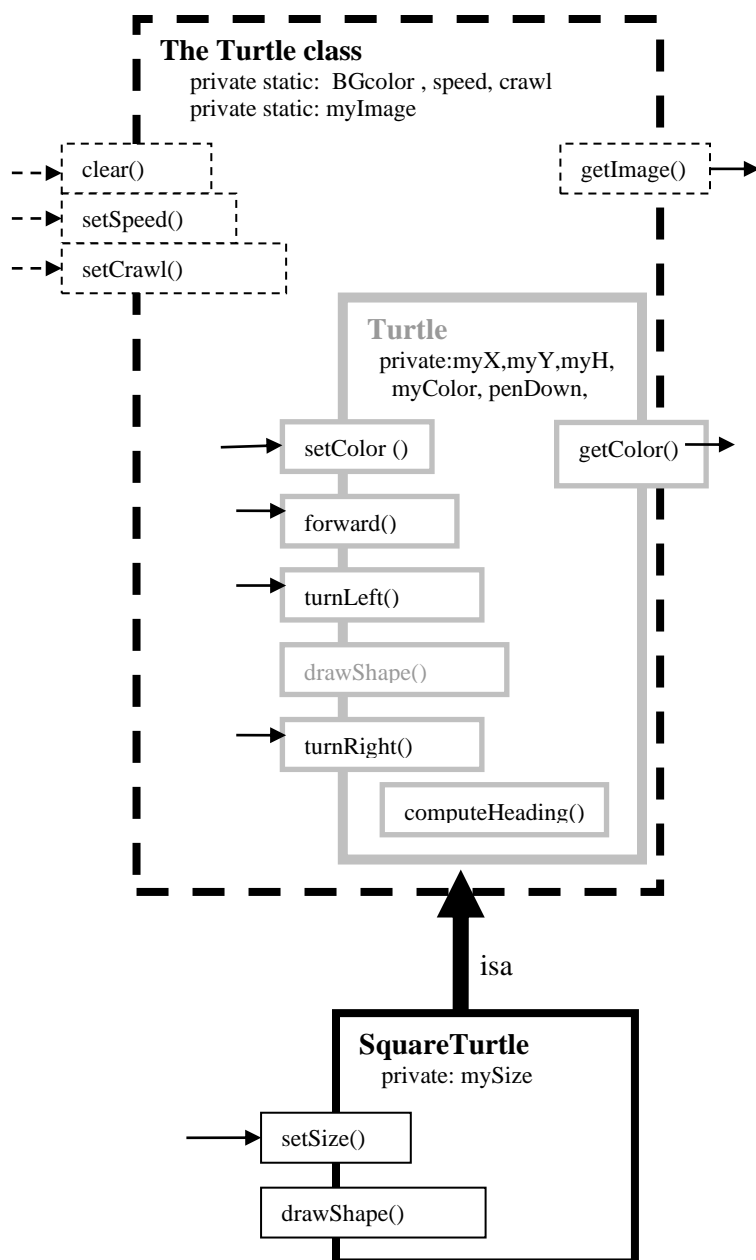 The Turtle class
private static:  BGcolor , speed, crawl
private static: myImage
clear()
getImage()
setSpeed()
setCrawl()
Turtle
private:myX,myY,myH,
myColor, penDown,
setColor ()
getColor()
forward()
turnLeft()
drawShape()
turnRight()
computeHeading()
isa
SquareTurtle
private: mySize
setSize()
drawShape()